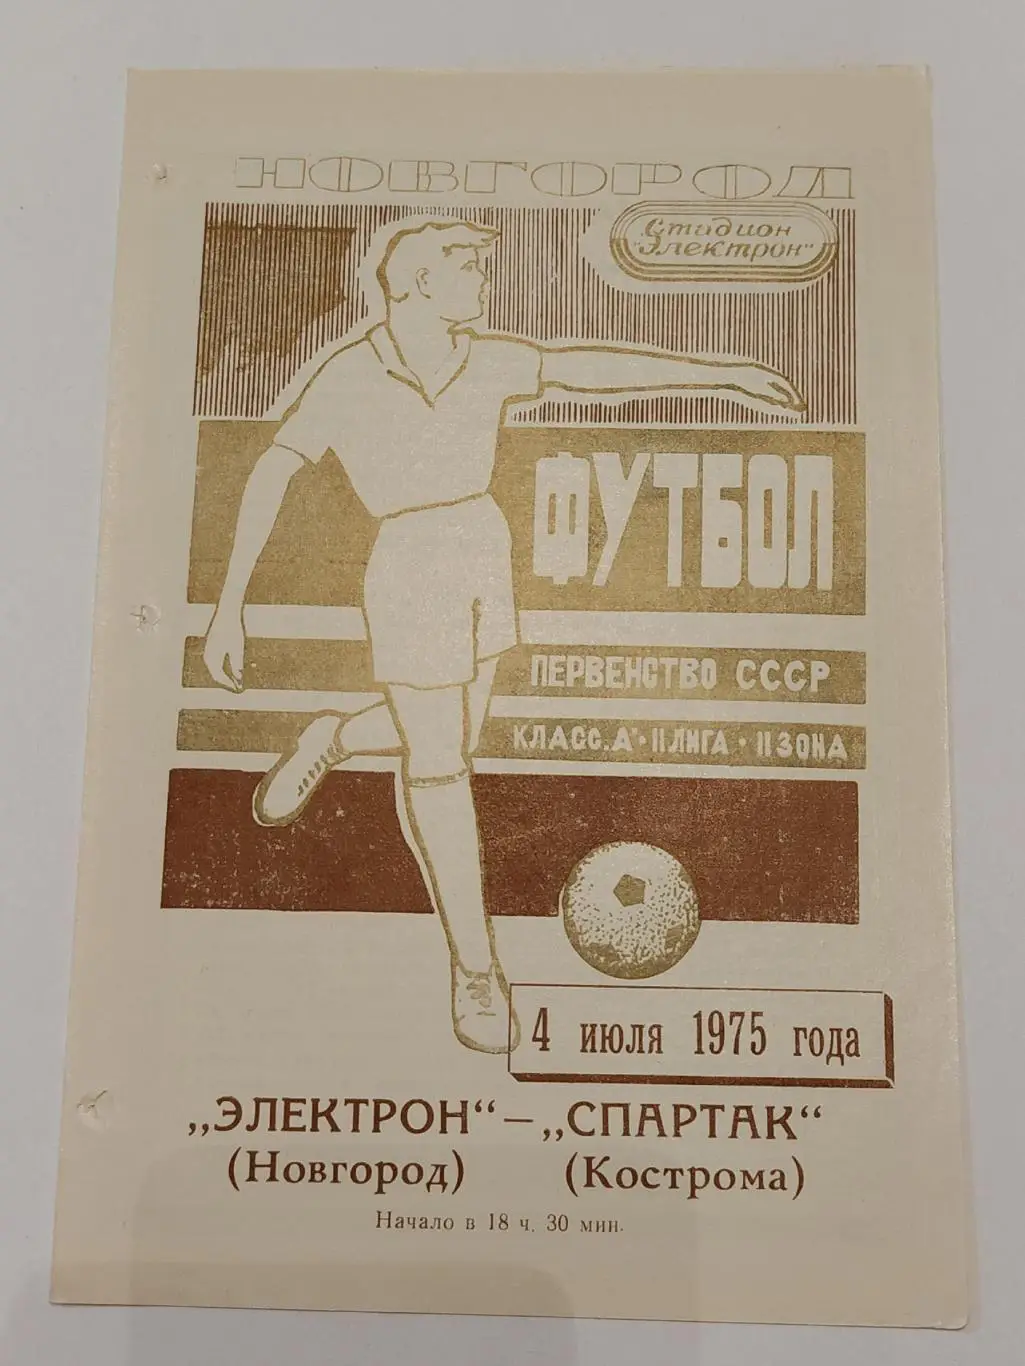 НОВГОРОД
Стадион
"Электрон"
ФУТБОЛ
ПЕРВЕНСТВО СССР
КЛАСС „А" · II ЛИГА · II ЗОНА
4 июля 1975 года
„ЭЛЕКТРОН“ – „СПАРТАК“
(Новгород) (Кострома)
Начало в 18 ч. 30 мин.